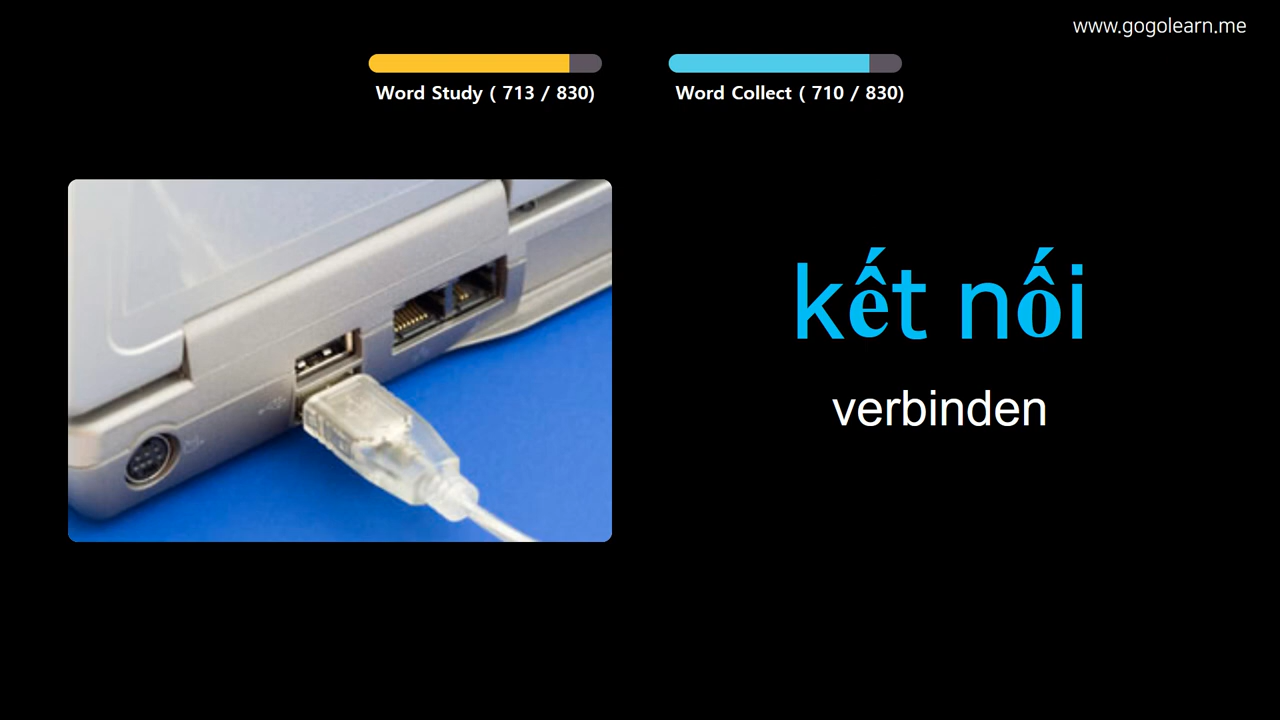 www.gogolearn.me
Word Study ( 713 / 830)
Word Collect ( 710 / 830)
kết nối
verbinden